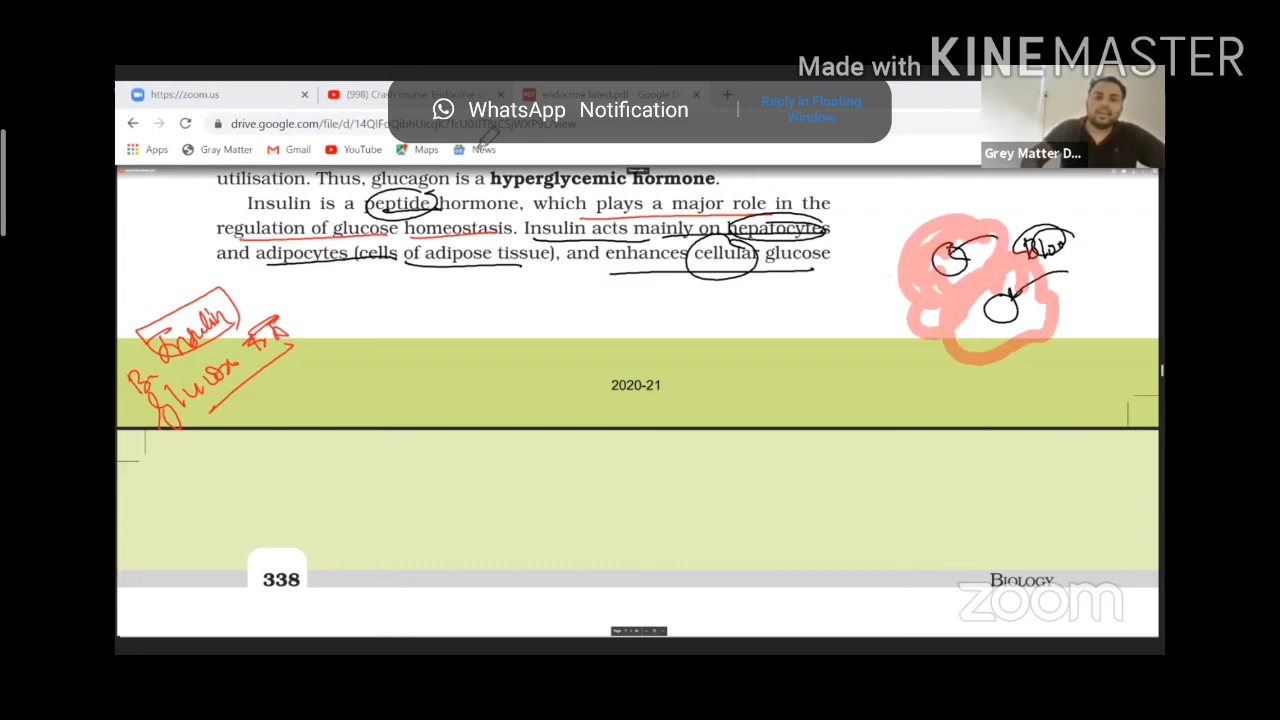 Made with KINEMASTER
https://zoom.us
(998) Crash course. Endocrine s
endocrine latest.pdf - Google D
WhatsApp Notification
Reply in Floating
Window
Apps
Gray Matter
Gmail
YouTube
Maps
News
Grey Matter D...
utilisation. Thus, glucagon is a hyperglycemic hormone.
Insulin is a peptide hormone, which plays a major role in the
regulation of glucose homeostasis. Insulin acts mainly on hepatocytes
and adipocytes (cells of adipose tissue), and enhances cellular glucose
Insulin
2020-21
338
BIOLOGY
zoom